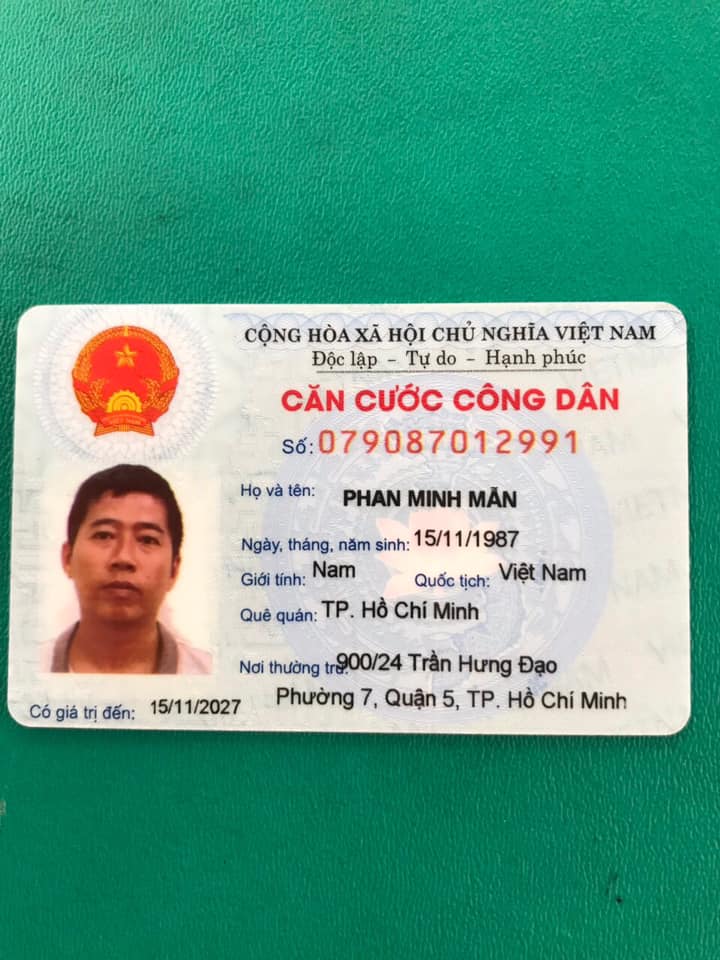 CỘNG HÒA XÃ HỘI CHỦ NGHĨA VIỆT NAM
Độc lập - Tự do - Hạnh phúc
CĂN CƯỚC CÔNG DÂN
Số: 079087012991
Họ và tên: PHAN MINH MẪN
Ngày, tháng, năm sinh: 15/11/1987
Giới tính: Nam Quốc tịch: Việt Nam
Quê quán: TP. Hồ Chí Minh
Nơi thường trú: 900/24 Trần Hưng Đạo
Phường 7, Quận 5, TP. Hồ Chí Minh
Có giá trị đến: 15/11/2027